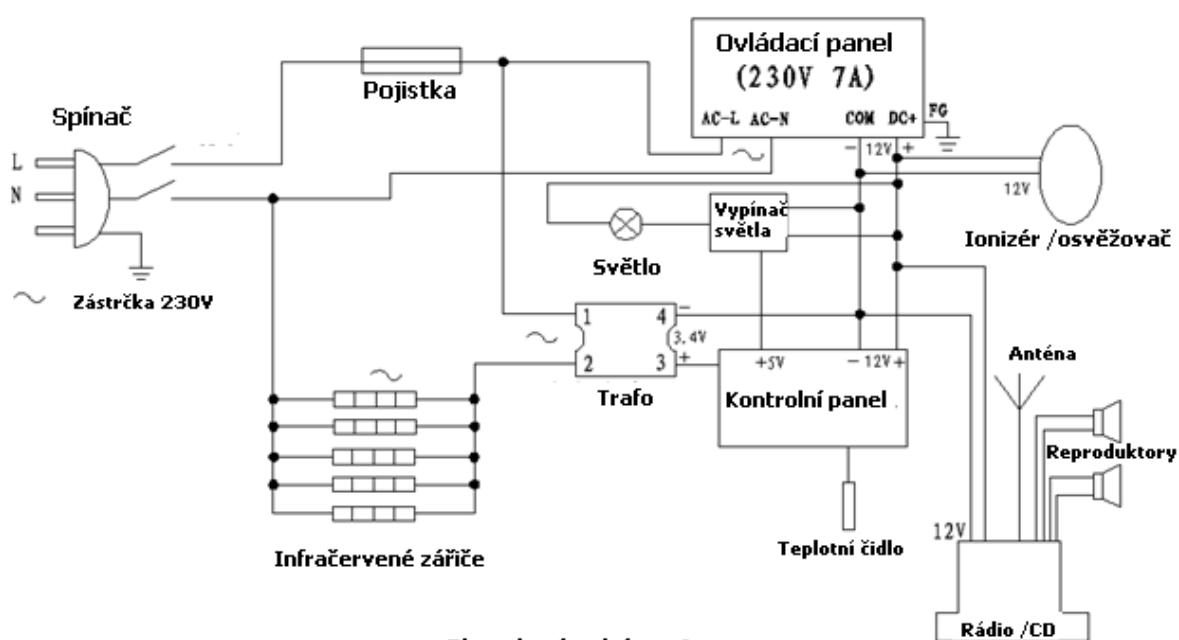 Ovládací panel
(230V 7A)
AC-L AC-N COM DC+ FG
- 12V +
Pojistka
Spínač
L
N
12V
Ionizér /osvěžovač
Vypínač
světla
Světlo
Zástrčka 230V
1 4 -
3.4V
2 3 +
Trafo
+5V - 12V +
Kontrolní panel
Anténa
Reproduktory
Infračervené zářiče
Teplotní čidlo
12V
Rádio /CD